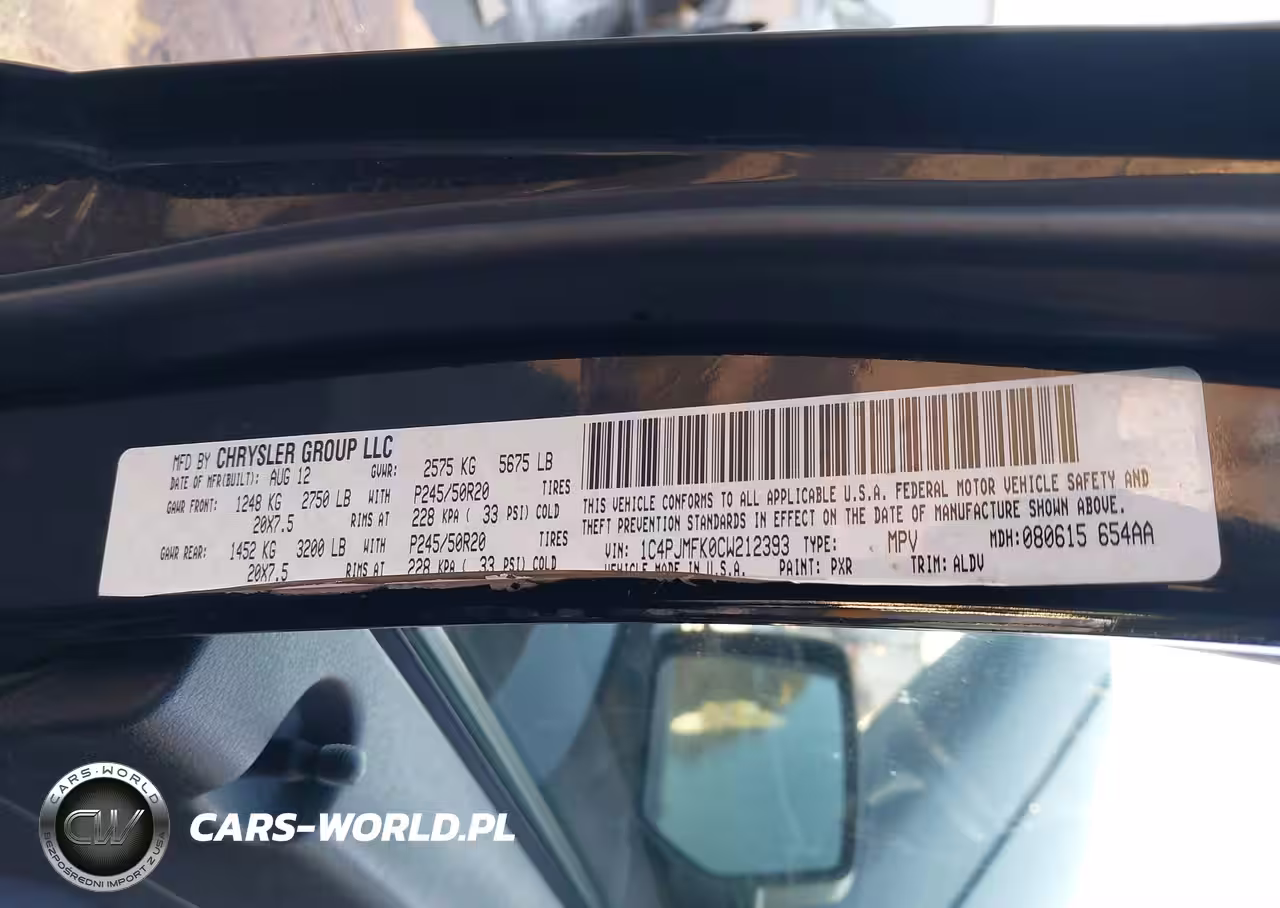 MFD BY CHRYSLER GROUP LLC
DATE OF MFR(BUILT): AUG 12 GVWR: 2575 KG 5675 LB
GAWR FRONT: 1248 KG 2750 LB WITH P245/50R20 TIRES
20X7.5 RIMS AT 228 KPA ( 33 PSI) COLD
GAWR REAR: 1452 KG 3200 LB WITH P245/50R20 TIRES
20X7.5 RIMS AT 228 KPA ( 33 PSI) COLD
THIS VEHICLE CONFORMS TO ALL APPLICABLE U.S.A. FEDERAL MOTOR VEHICLE SAFETY AND
THEFT PREVENTION STANDARDS IN EFFECT ON THE DATE OF MANUFACTURE SHOWN ABOVE.
VIN: 1C4PJMFK0CW212393 TYPE: MPV MDH:080615 654AA
VEHICLE MADE IN U.S.A. PAINT: PXR TRIM: ALDV
CARS-WORLD
CW
BEZPOŚREDNI IMPORT Z USA
CARS-WORLD.PL